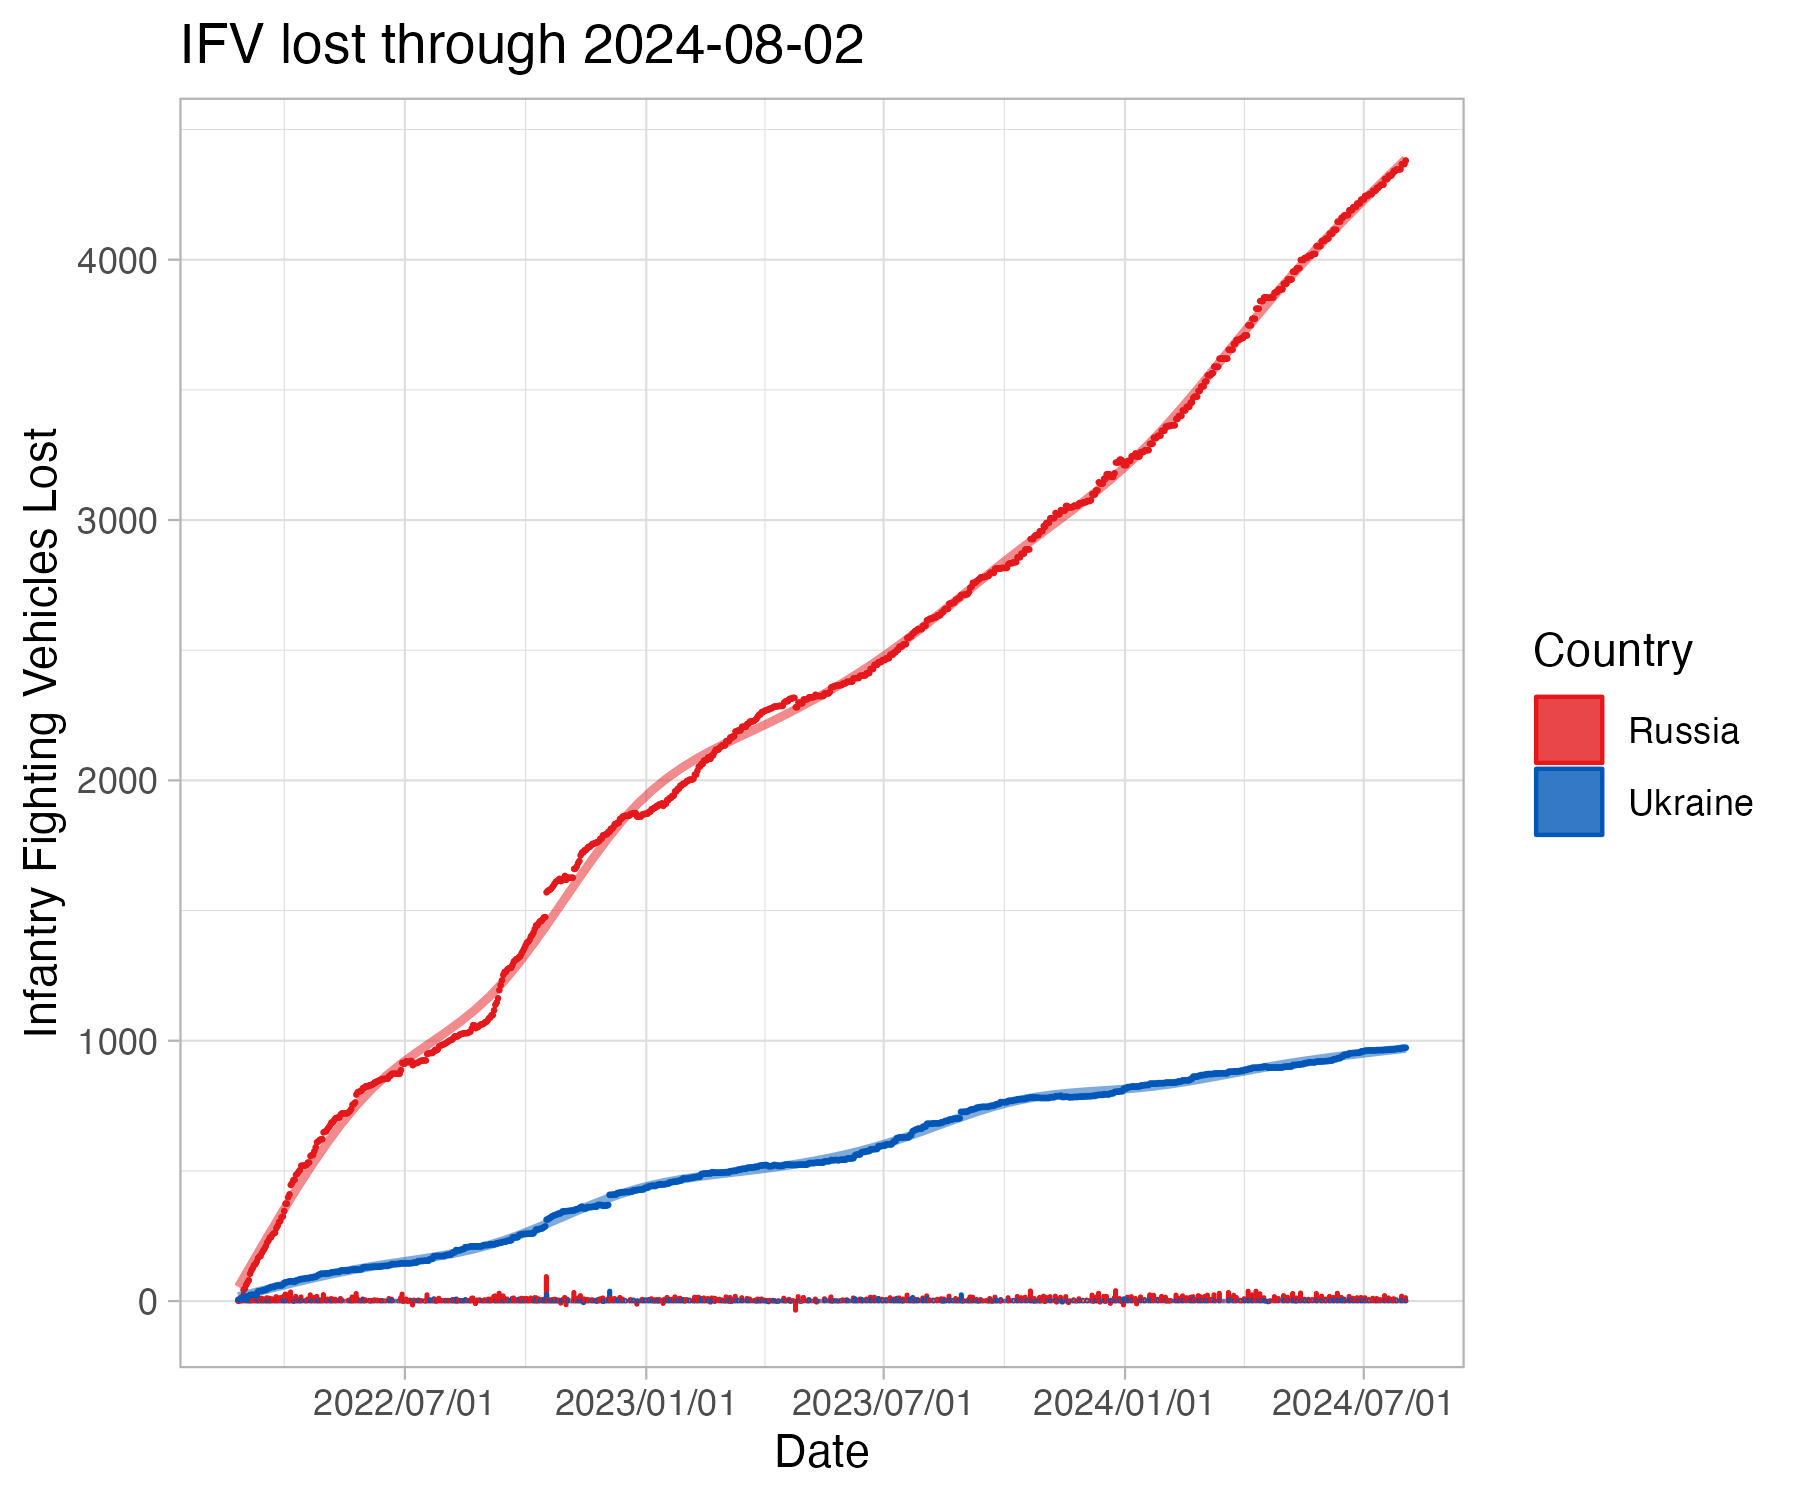 IFV lost through 2024-08-02
Infantry Fighting Vehicles Lost
4000
3000
2000
1000
0
2022/07/01
2023/01/01
2023/07/01
2024/01/01
2024/07/01
Date
Country
Russia
Ukraine